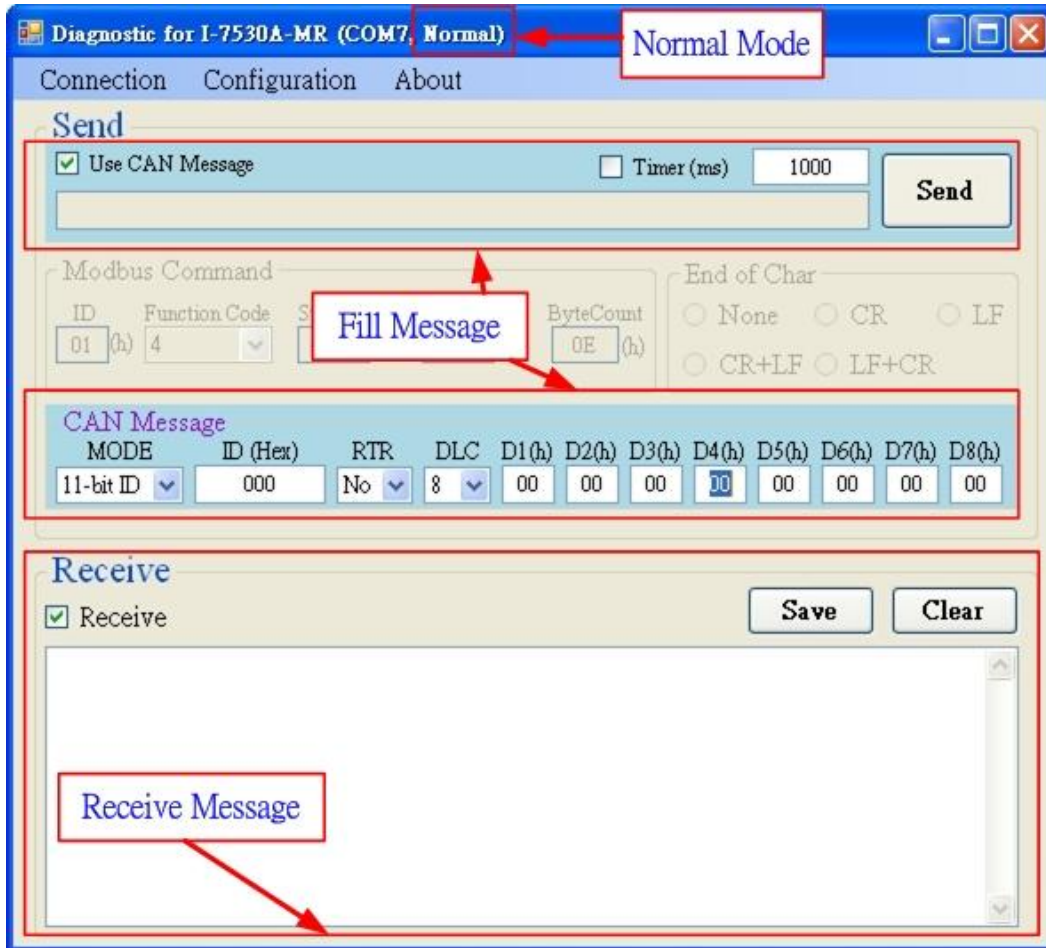 Diagnostic for I-7530A-MR (COM7, Normal)
Normal Mode
Connection Configuration About
Send
Use CAN Message Timer (ms) 1000
Send
Modbus Command
End of Char
ID Function Code S ByteCount
None CR LF
01 (h) 4 0E (h)
Fill Message
CR+LF LF+CR
CAN Message
MODE ID (Hex) RTR DLC D1(h) D2(h) D3(h) D4(h) D5(h) D6(h) D7(h) D8(h)
11-bit ID 000 No 8 00 00 00 00 00 00 00 00
Receive
Receive Save Clear
Receive Message